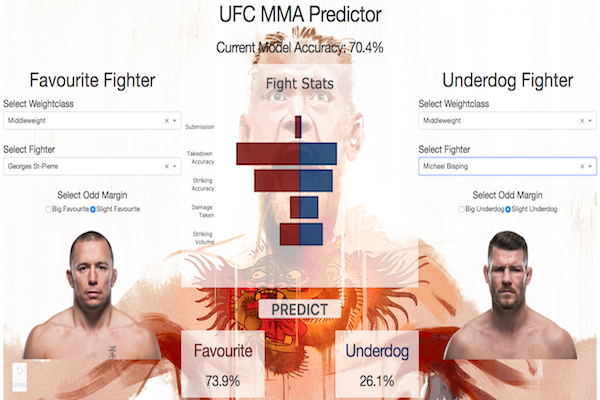 UFC MMA Predictor
Current Model Accuracy: 70.4%
Favourite Fighter
Select Weightclass
Middleweight
Select Fighter
Georges St-Pierre
Select Odd Margin
Big Favourite Slight Favourite
Fight Stats
Submission
Takedown
Accuracy
Striking
Accuracy
Damage
Taken
Striking
Volume
Underdog Fighter
Select Weightclass
Middleweight
Select Fighter
Michael Bisping
Select Odd Margin
Big Underdog Slight Underdog
PREDICT
Favourite
73.9%
Underdog
26.1%
undo